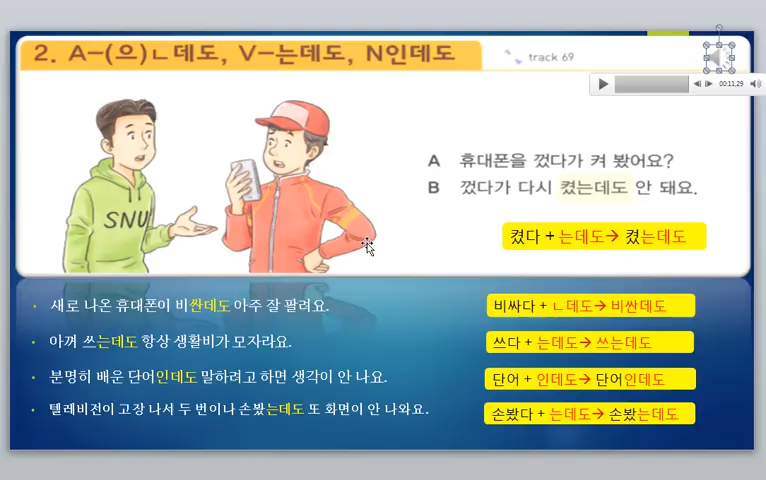 2. A-(으)ㄴ데도, V-는데도, N인데도
track 69
00:11,29
SNU
A 휴대폰을 껐다가 켜 봤어요?
B 껐다가 다시 켰는데도 안 돼요.
켰다 + 는데도→ 켰는데도
• 새로 나온 휴대폰이 비싼데도 아주 잘 팔려요.
비싸다 + ㄴ데도→ 비싼데도
• 아껴 쓰는데도 항상 생활비가 모자라요.
쓰다 + 는데도→ 쓰는데도
• 분명히 배운 단어인데도 말하려고 하면 생각이 안 나요.
단어 + 인데도→ 단어인데도
• 텔레비전이 고장 나서 두 번이나 손봤는데도 또 화면이 안 나와요.
손봤다 + 는데도→ 손봤는데도